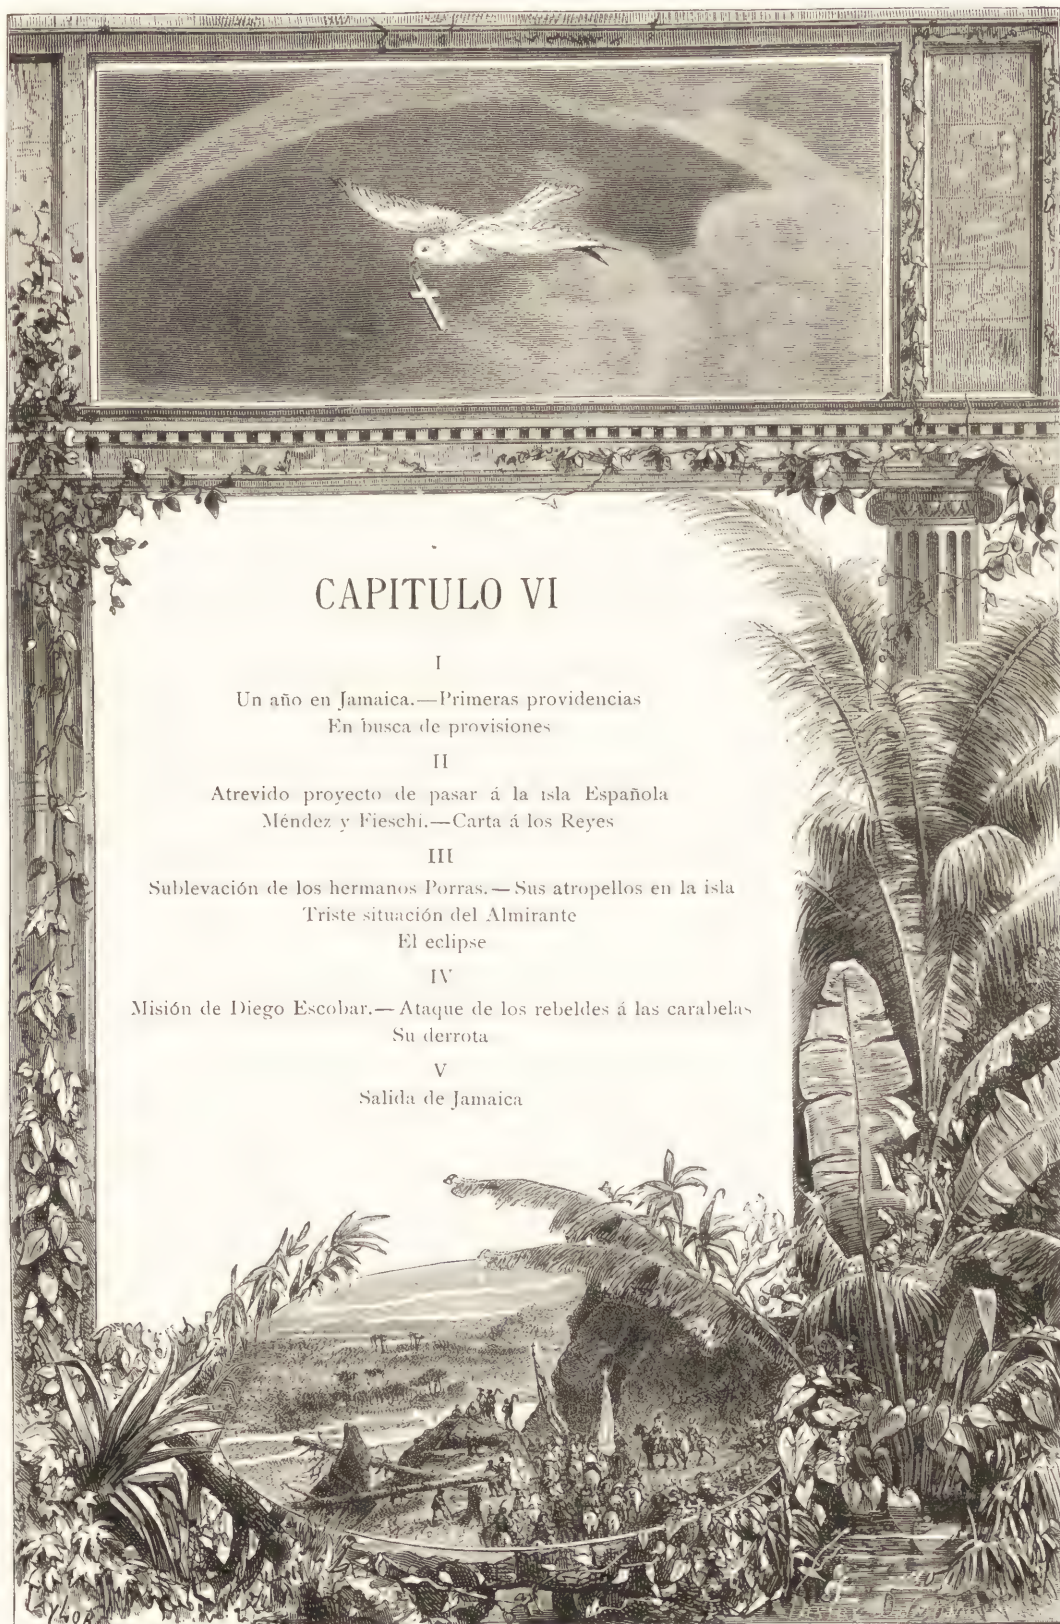 CAPITULO VI
I
Un año en Jamaica.—Primeras providencias
En busca de provisiones
II
Atrevido proyecto de pasar á la isla Española
Méndez y Fieschi.—Carta á los Reyes
III
Sublevación de los hermanos Porras.—Sus atropellos en la isla
Triste situación del Almirante
El eclipse
IV
Misión de Diego Escobar.—Ataque de los rebeldes á las carabelas
Su derrota
V
Salida de Jamaica